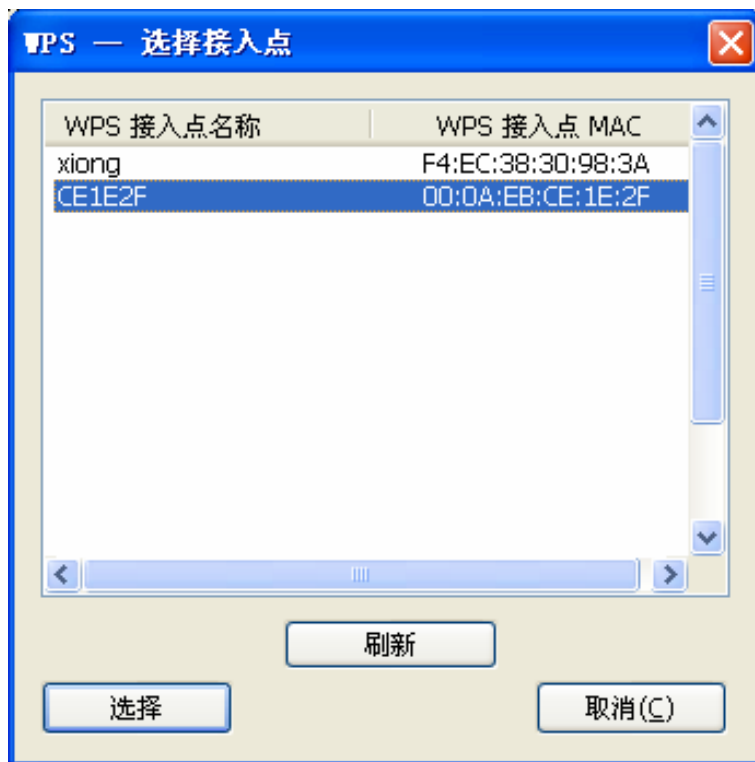 WPS — 选择接入点
WPS 接入点名称 WPS 接入点 MAC
xiong F4:EC:38:30:98:3A
CE1E2F 00:0A:EB:CE:1E:2F
刷新
选择 取消(C)